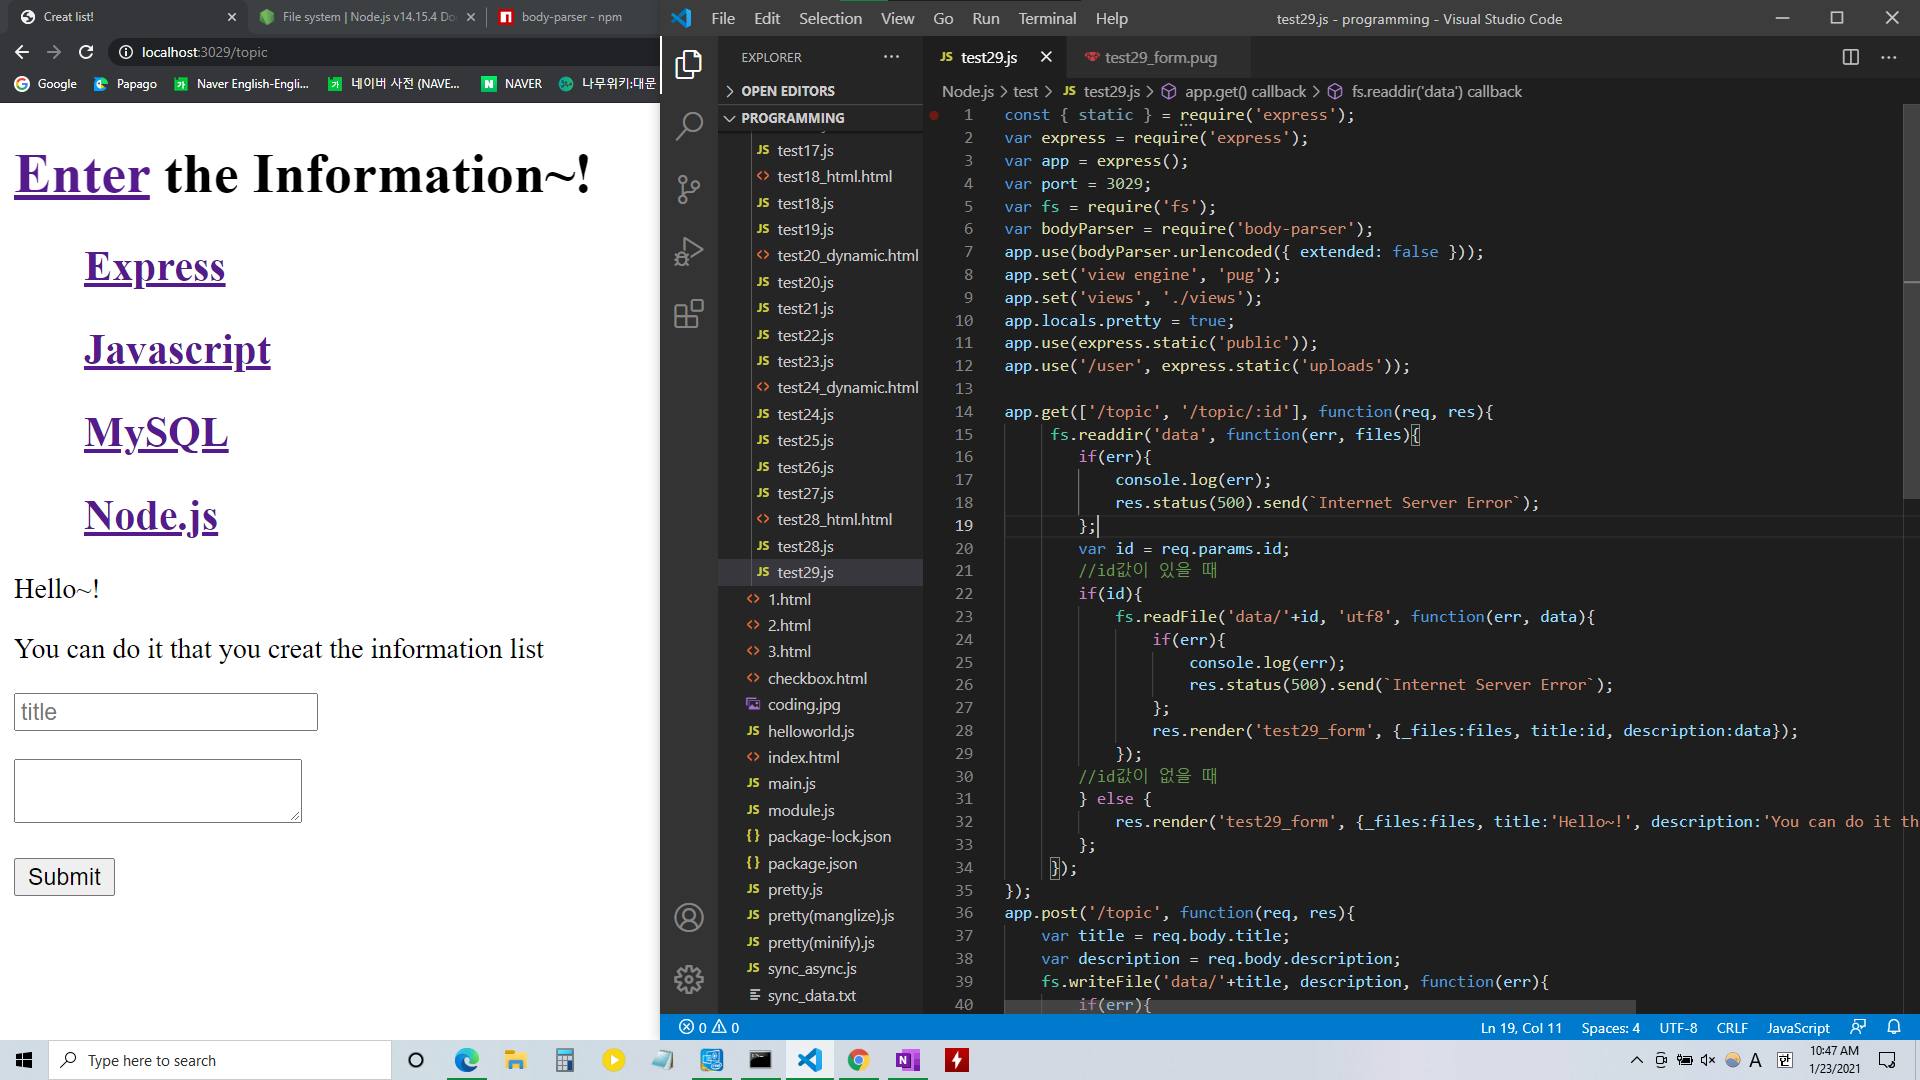 Creat list!
File system | Node.js v14.15.4 Do
body-parser - npm
localhost:3029/topic
Google
Papago
Naver English-Engli...
네이버 사전 (NAVE...
NAVER
나무위키:대문
Enter the Information~!
Express
Javascript
MySQL
Node.js
Hello~!
You can do it that you creat the information list
title
Submit
File Edit Selection View Go Run Terminal Help
test29.js - programming - Visual Studio Code
EXPLORER
OPEN EDITORS
PROGRAMMING
test17.js
test18_html.html
test18.js
test19.js
test20_dynamic.html
test20.js
test21.js
test22.js
test23.js
test24_dynamic.html
test24.js
test25.js
test26.js
test27.js
test28_html.html
test28.js
test29.js
1.html
2.html
3.html
checkbox.html
coding.jpg
helloworld.js
index.html
main.js
module.js
package-lock.json
package.json
pretty.js
pretty(manglize).js
pretty(minify).js
sync_async.js
sync_data.txt
JS test29.js
test29_form.pug
Node.js > test > JS test29.js > app.get() callback > fs.readdir('data') callback
1 const { static } = require('express');
2 var express = require('express');
3 var app = express();
4 var port = 3029;
5 var fs = require('fs');
6 var bodyParser = require('body-parser');
7 app.use(bodyParser.urlencoded({ extended: false }));
8 app.set('view engine', 'pug');
9 app.set('views', './views');
10 app.locals.pretty = true;
11 app.use(express.static('public'));
12 app.use('/user', express.static('uploads'));
13
14 app.get(['/topic', '/topic/:id'], function(req, res){
15 fs.readdir('data', function(err, files){
16 if(err){
17 console.log(err);
18 res.status(500).send(`Internet Server Error`);
19 };
20 var id = req.params.id;
21 //id값이 있을 때
22 if(id){
23 fs.readFile('data/'+id, 'utf8', function(err, data){
24 if(err){
25 console.log(err);
26 res.status(500).send(`Internet Server Error`);
27 };
28 res.render('test29_form', {_files:files, title:id, description:data});
29 });
30 //id값이 없을 때
31 } else {
32 res.render('test29_form', {_files:files, title:'Hello~!', description:'You can do it th
33 };
34 });
35 });
36 app.post('/topic', function(req, res){
37 var title = req.body.title;
38 var description = req.body.description;
39 fs.writeFile('data/'+title, description, function(err){
40 if(err){
0 0
Ln 19, Col 11 Spaces: 4 UTF-8 CRLF JavaScript
Type here to search
A 한
10:47 AM
1/23/2021